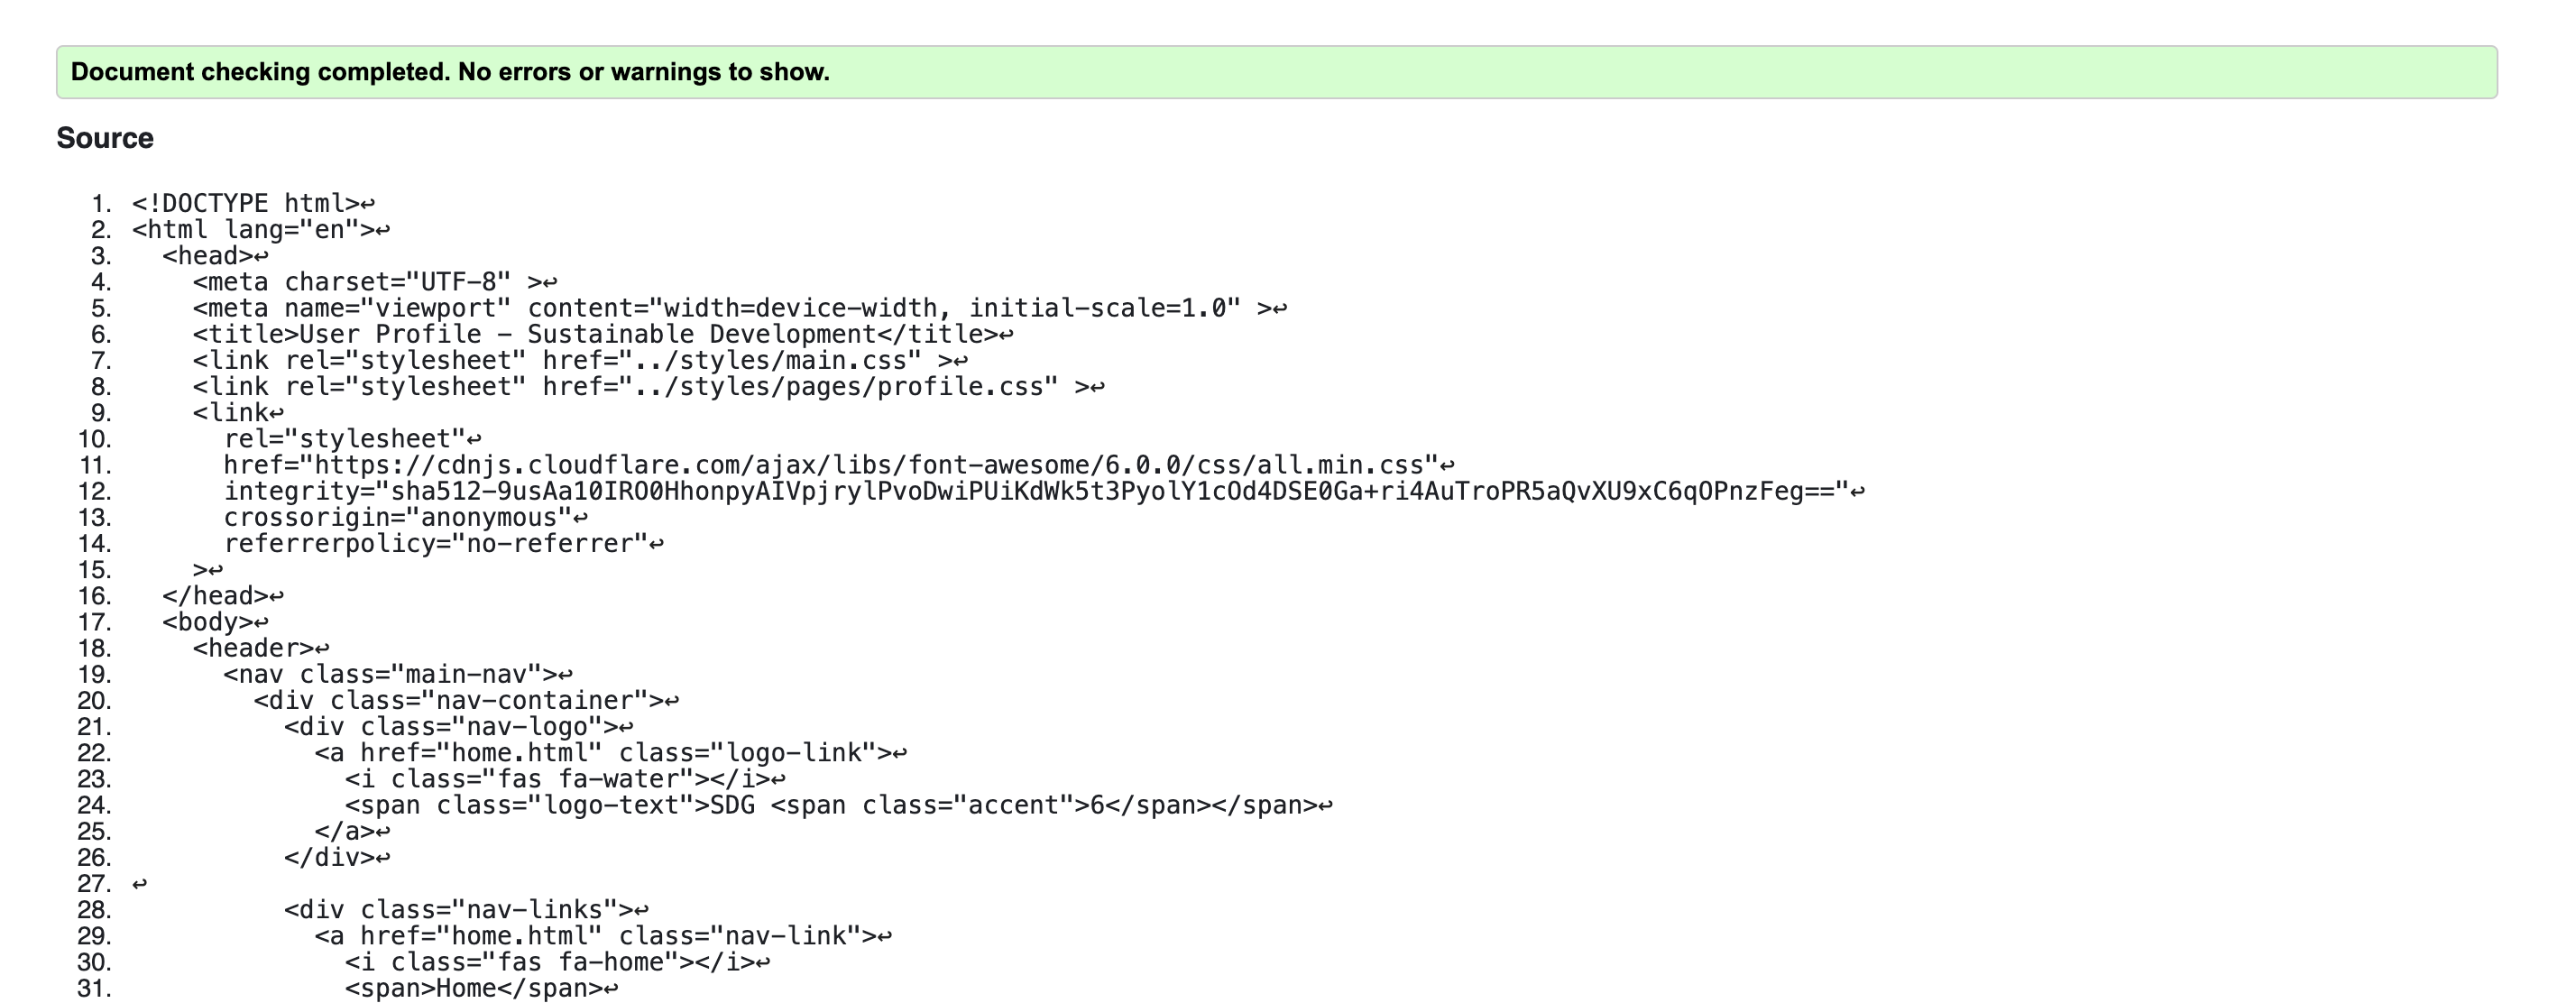 Document checking completed. No errors or warnings to show.
Source
1. <!DOCTYPE html>↩
2. <html lang="en">↩
3. <head>↩
4. <meta charset="UTF-8" >↩
5. <meta name="viewport" content="width=device-width, initial-scale=1.0" >↩
6. <title>User Profile - Sustainable Development</title>↩
7. <link rel="stylesheet" href="../styles/main.css" >↩
8. <link rel="stylesheet" href="../styles/pages/profile.css" >↩
9. <link↩
10. rel="stylesheet"↩
11. href="https://cdnjs.cloudflare.com/ajax/libs/font-awesome/6.0.0/css/all.min.css"↩
12. integrity="sha512-9usAa10IRO0HhonpyAIVpjrylPvoDwiPUiKdWk5t3PyolY1cOd4DSE0Ga+ri4AuTroPR5aQvXU9xC6qOPnzFeg=="↩
13. crossorigin="anonymous"↩
14. referrerpolicy="no-referrer"↩
15. >↩
16. </head>↩
17. <body>↩
18. <header>↩
19. <nav class="main-nav">↩
20. <div class="nav-container">↩
21. <div class="nav-logo">↩
22. <a href="home.html" class="logo-link">↩
23. <i class="fas fa-water"></i>↩
24. <span class="logo-text">SDG <span class="accent">6</span></span>↩
25. </a>↩
26. </div>↩
27. ↩
28. <div class="nav-links">↩
29. <a href="home.html" class="nav-link">↩
30. <i class="fas fa-home"></i>↩
31. <span>Home</span>↩